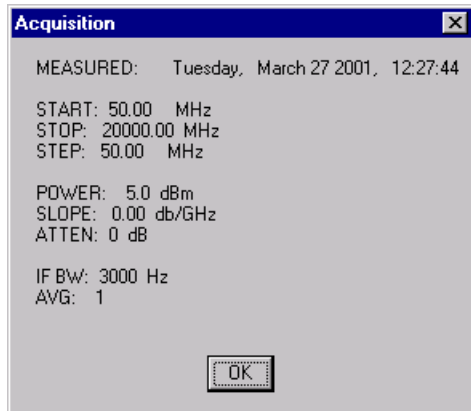 Acquisition
MEASURED: Tuesday, March 27 2001, 12:27:44
START: 50.00 MHz
STOP: 20000.00 MHz
STEP: 50.00 MHz
POWER: 5.0 dBm
SLOPE: 0.00 db/GHz
ATTEN: 0 dB
IF BW: 3000 Hz
AVG: 1
OK